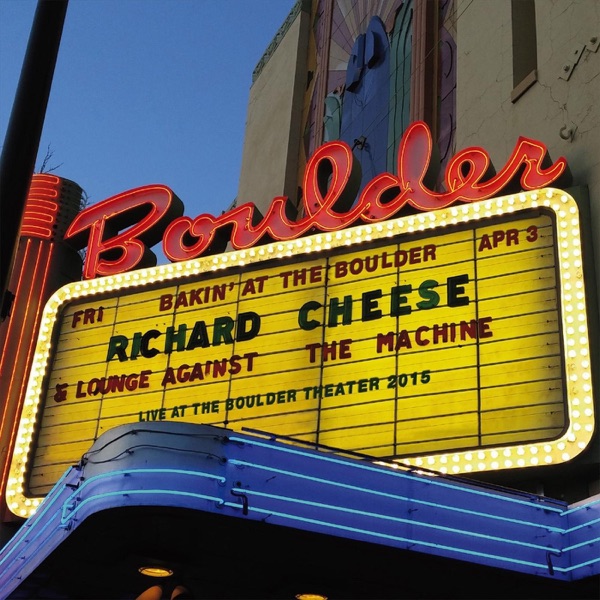 Boulder
FRI BAKIN' AT THE BOULDER APR 3
RICHARD CHEESE
& LOUNGE AGAINST THE MACHINE
LIVE AT THE BOULDER THEATER 2015